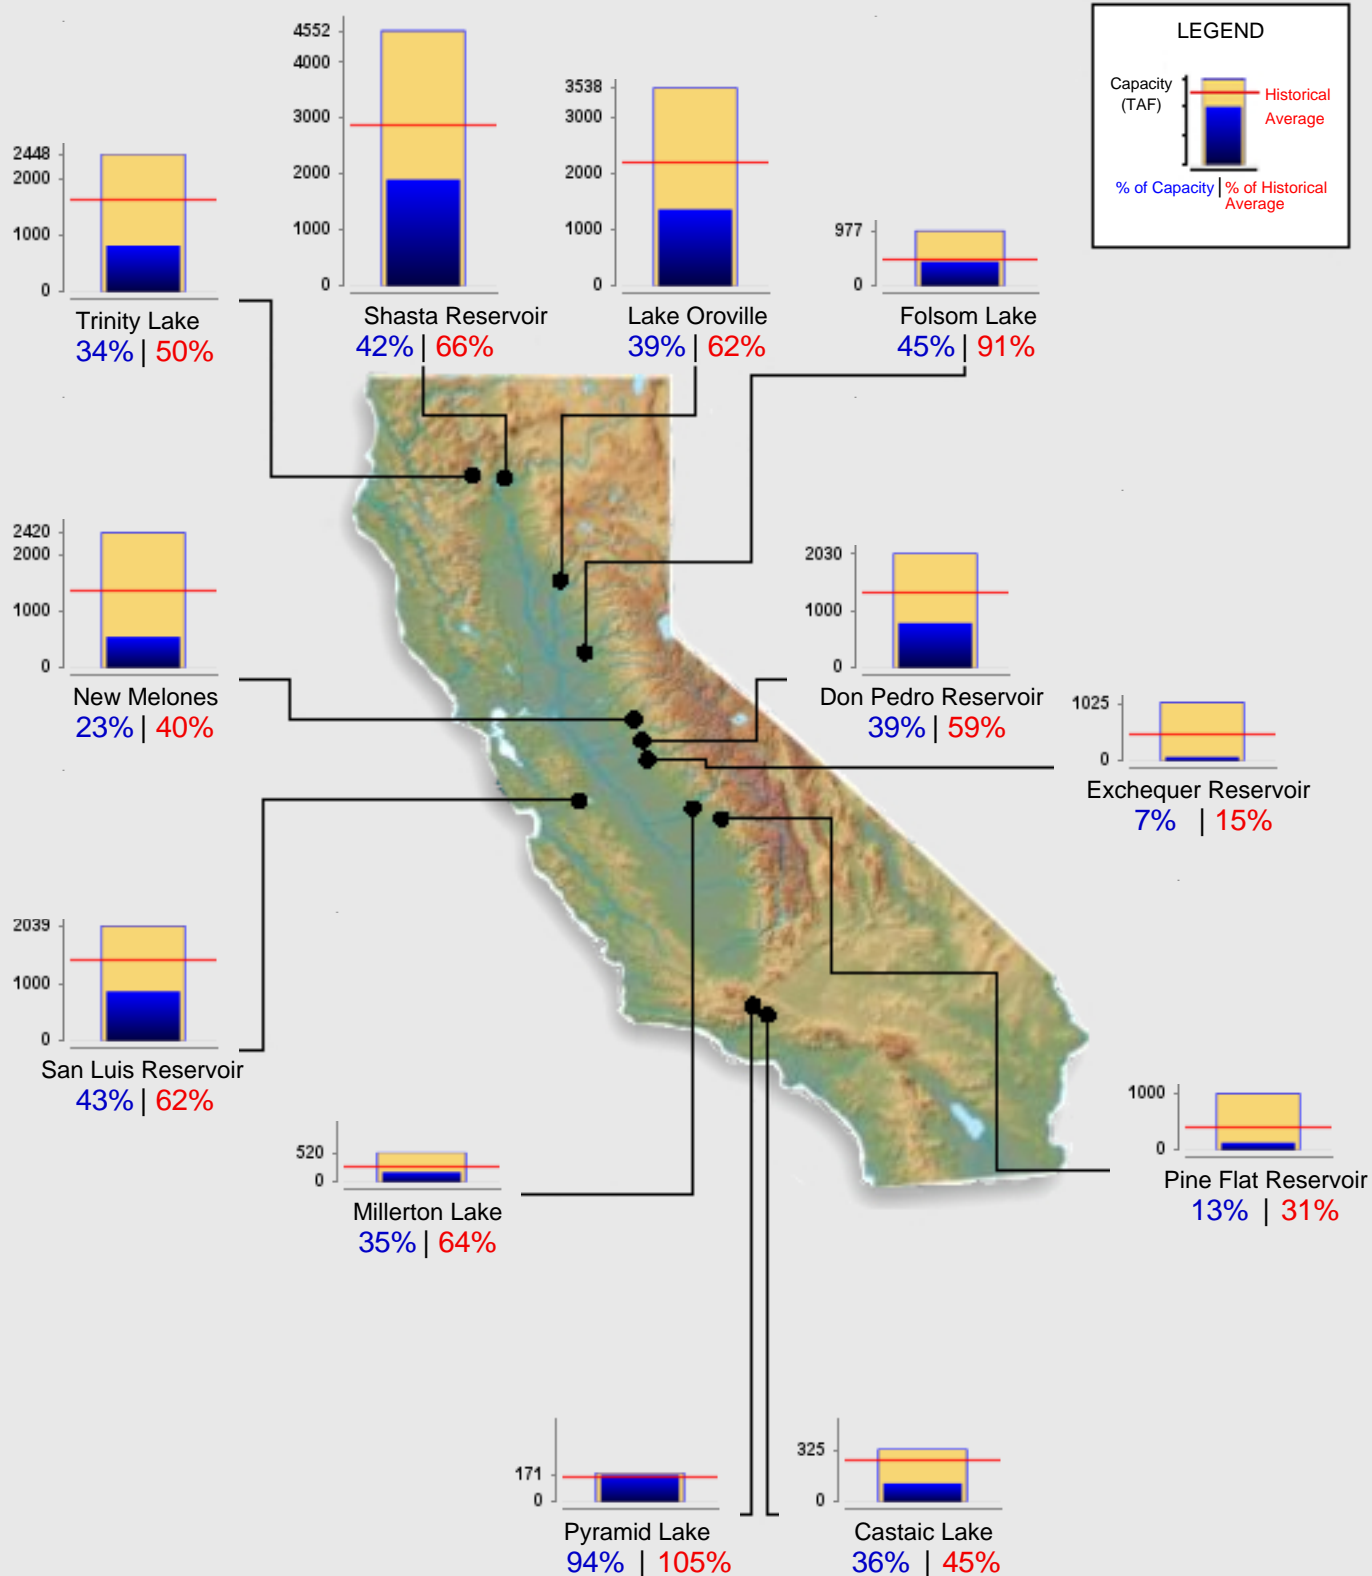 LEGEND
Capacity
(TAF)
Historical
Average
% of Capacity | % of Historical
Average
4552
4000
3000
2000
1000
0
Shasta Reservoir
42% | 66%
3538
3000
2000
1000
0
Lake Oroville
39% | 62%
2448
2000
1000
0
Trinity Lake
34% | 50%
977
0
Folsom Lake
45% | 91%
2420
2000
1000
0
New Melones
23% | 40%
2030
1000
0
Don Pedro Reservoir
39% | 59%
1025
0
Exchequer Reservoir
7% | 15%
2039
1000
0
San Luis Reservoir
43% | 62%
520
0
Millerton Lake
35% | 64%
1000
0
Pine Flat Reservoir
13% | 31%
171
0
Pyramid Lake
94% | 105%
325
0
Castaic Lake
36% | 45%